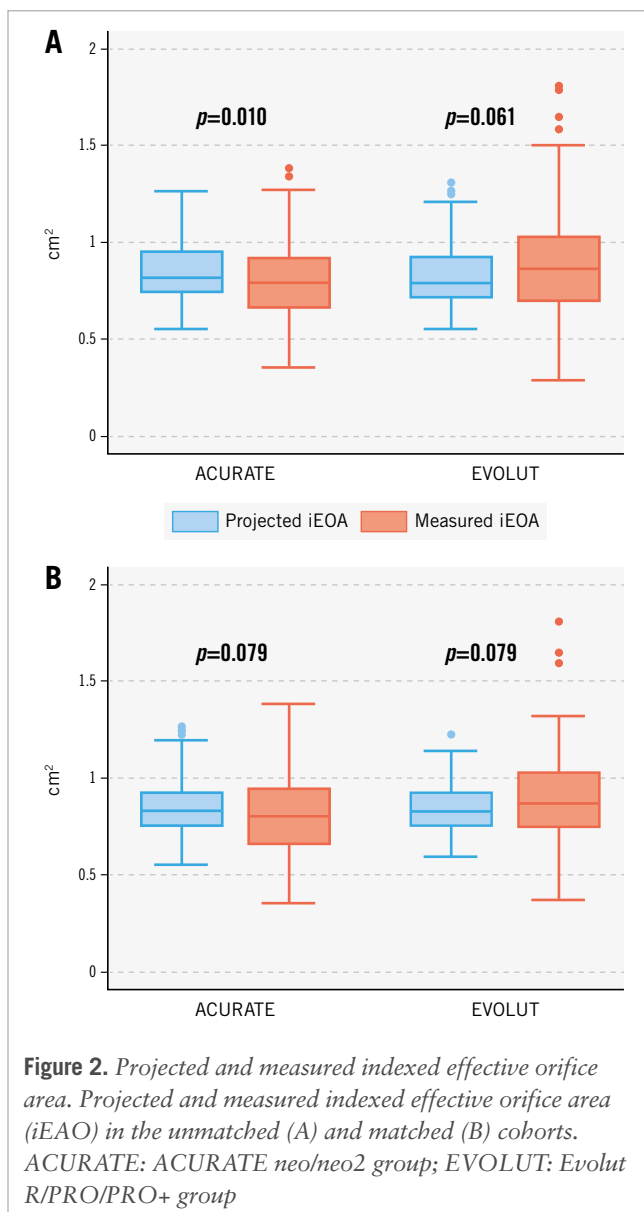 A
2
p=0.010 p=0.061
1.5
cm²
1
0.5
0
ACURATE EVOLUT
Projected iEOA Measured iEOA
B
2
p=0.079 p=0.079
1.5
cm²
1
0.5
0
ACURATE EVOLUT
Figure 2. Projected and measured indexed effective orifice
area. Projected and measured indexed effective orifice area
(iEAO) in the unmatched (A) and matched (B) cohorts.
ACURATE: ACURATE neo/neo2 group; EVOLUT: Evolut
R/PRO/PRO+ group